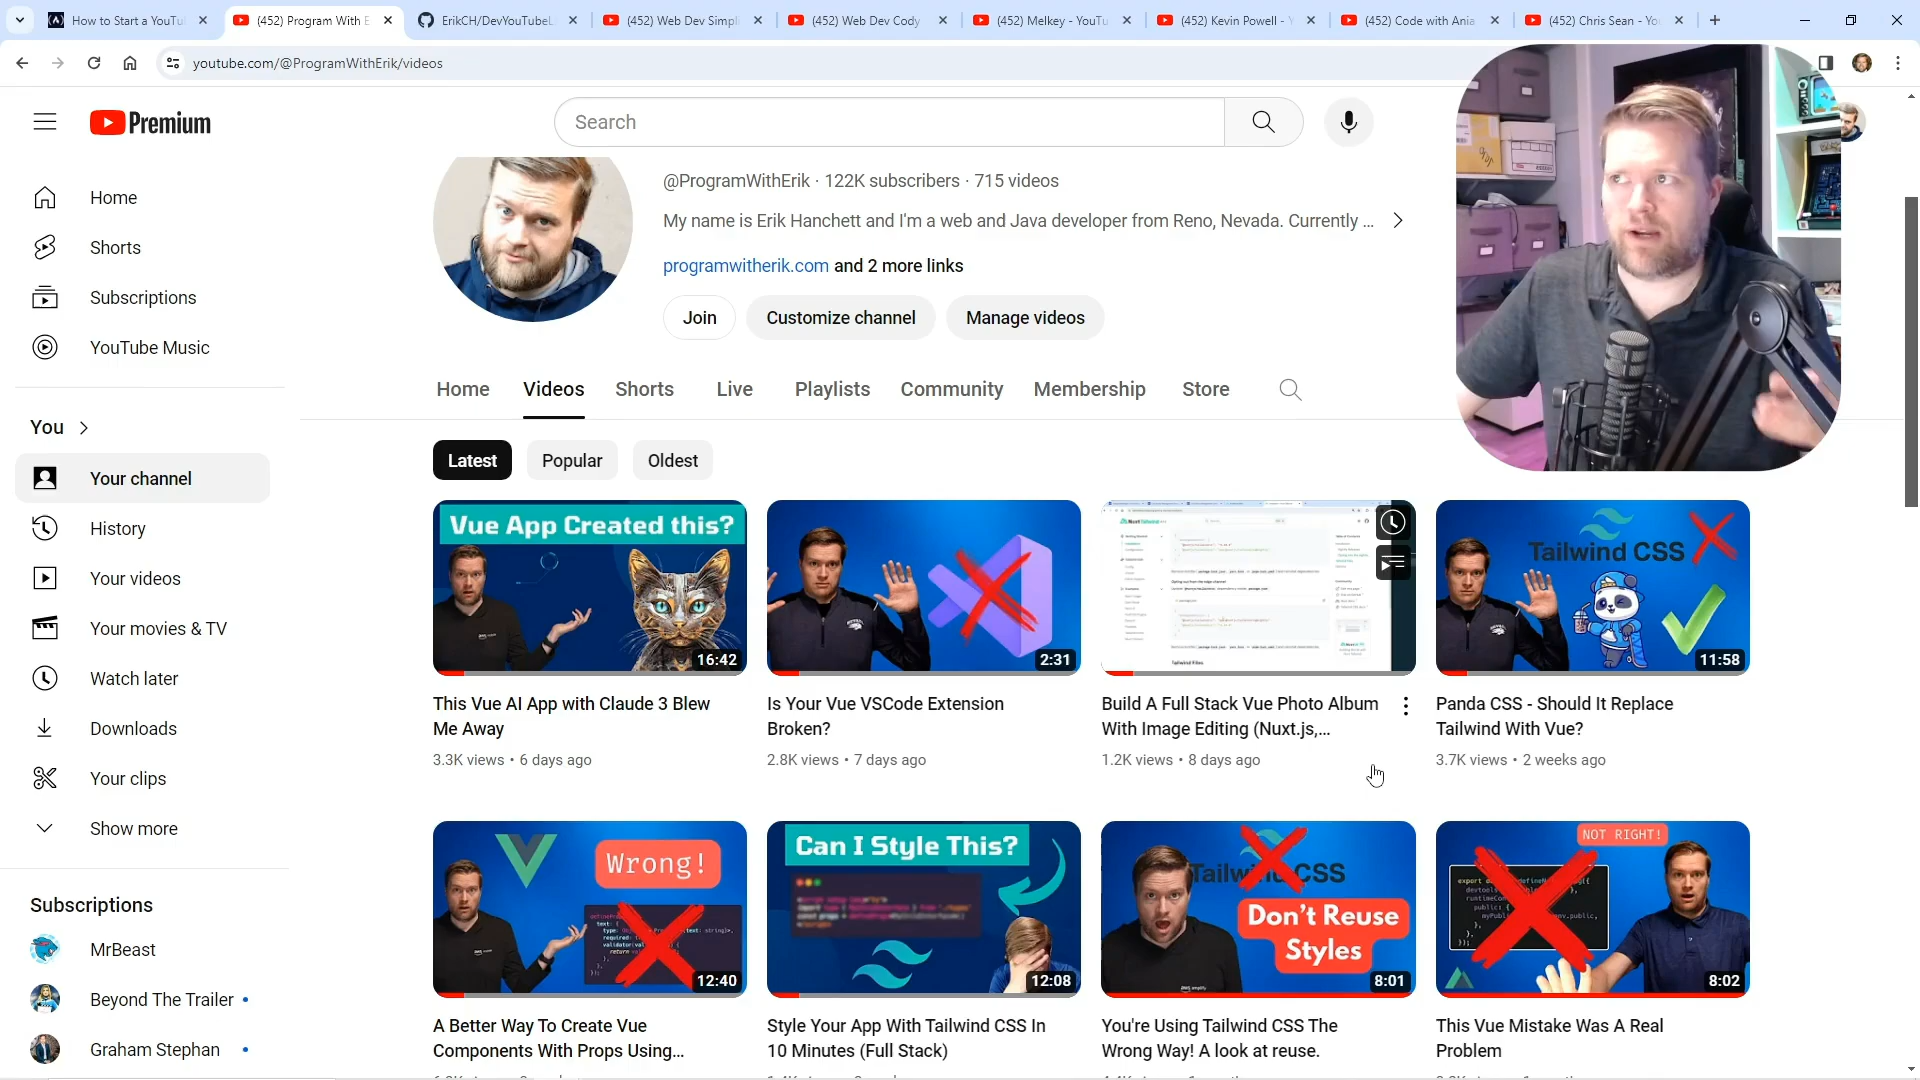 How to Start a YouTu
(452) Program With E
ErikCH/DevYouTubeL
(452) Web Dev Simpli
(452) Web Dev Cody
(452) Melkey - YouTu
(452) Kevin Powell - Y
(452) Code with Ania
(452) Chris Sean - Yo
youtube.com/@ProgramWithErik/videos
Premium
Search
Home
Shorts
Subscriptions
YouTube Music
You
Your channel
History
Your videos
Your movies & TV
Watch later
Downloads
Your clips
Show more
Subscriptions
MrBeast
Beyond The Trailer
Graham Stephan
@ProgramWithErik · 122K subscribers · 715 videos
My name is Erik Hanchett and I'm a web and Java developer from Reno, Nevada. Currently ...
programwitherik.com and 2 more links
Join
Customize channel
Manage videos
Home
Videos
Shorts
Live
Playlists
Community
Membership
Store
Latest
Popular
Oldest
Vue App Created this?
16:42
This Vue AI App with Claude 3 Blew
Me Away
3.3K views • 6 days ago
2:31
Is Your Vue VSCode Extension
Broken?
2.8K views • 7 days ago
Build A Full Stack Vue Photo Album
With Image Editing (Nuxt.js,...
1.2K views • 8 days ago
Tailwind CSS
11:58
Panda CSS - Should It Replace
Tailwind With Vue?
3.7K views • 2 weeks ago
Wrong!
12:40
A Better Way To Create Vue
Components With Props Using...
Can I Style This?
12:08
Style Your App With Tailwind CSS In
10 Minutes (Full Stack)
Don't Reuse
Styles
8:01
You're Using Tailwind CSS The
Wrong Way! A look at reuse.
NOT RIGHT!
8:02
This Vue Mistake Was A Real
Problem